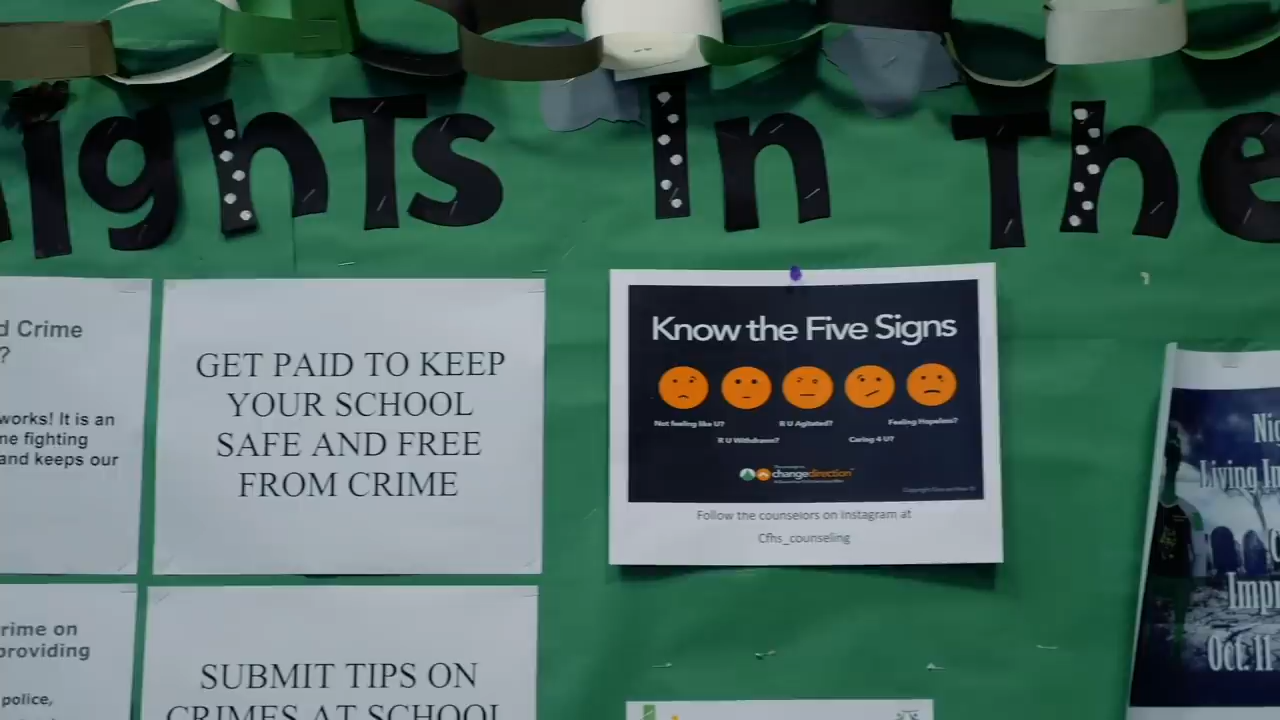 ighTs In The
d Crime
?
works! It is an
ne fighting
and keeps our
GET PAID TO KEEP
YOUR SCHOOL
SAFE AND FREE
FROM CRIME
Know the Five Signs
Not feeling like U?
R U Withdrawn?
R U Agitated?
Caring 4 U?
Feeling Hopeless?
changedirection
Follow the counselors on Instagram at
Cfhs_counseling
Nig
Living In
Impr
Oct. 11
rime on
providing
police,
SUBMIT TIPS ON
CRIMES AT SCHOOL